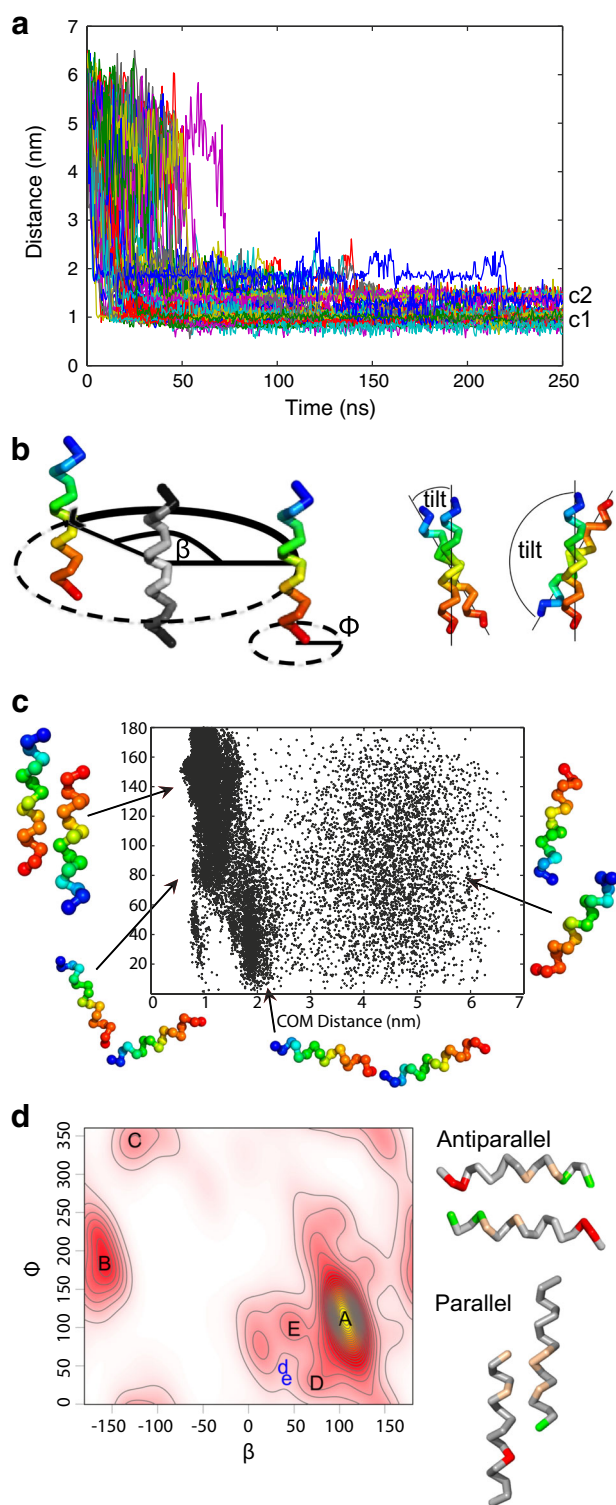 a
7
6
5
4
3
2
1
0
Distance (nm)
c2
c1
0 50 100 150 200 250
Time (ns)
b
β
Φ
tilt
tilt
c
180
160
140
120
100
80
60
40
20
0 1 2 3 4 5 6 7
COM Distance (nm)
d
350
300
250
200
150
100
50
0
Φ
C
B
A
E
d
e
D
-150 -100 -50 0 50 100 150
β
Antiparallel
Parallel